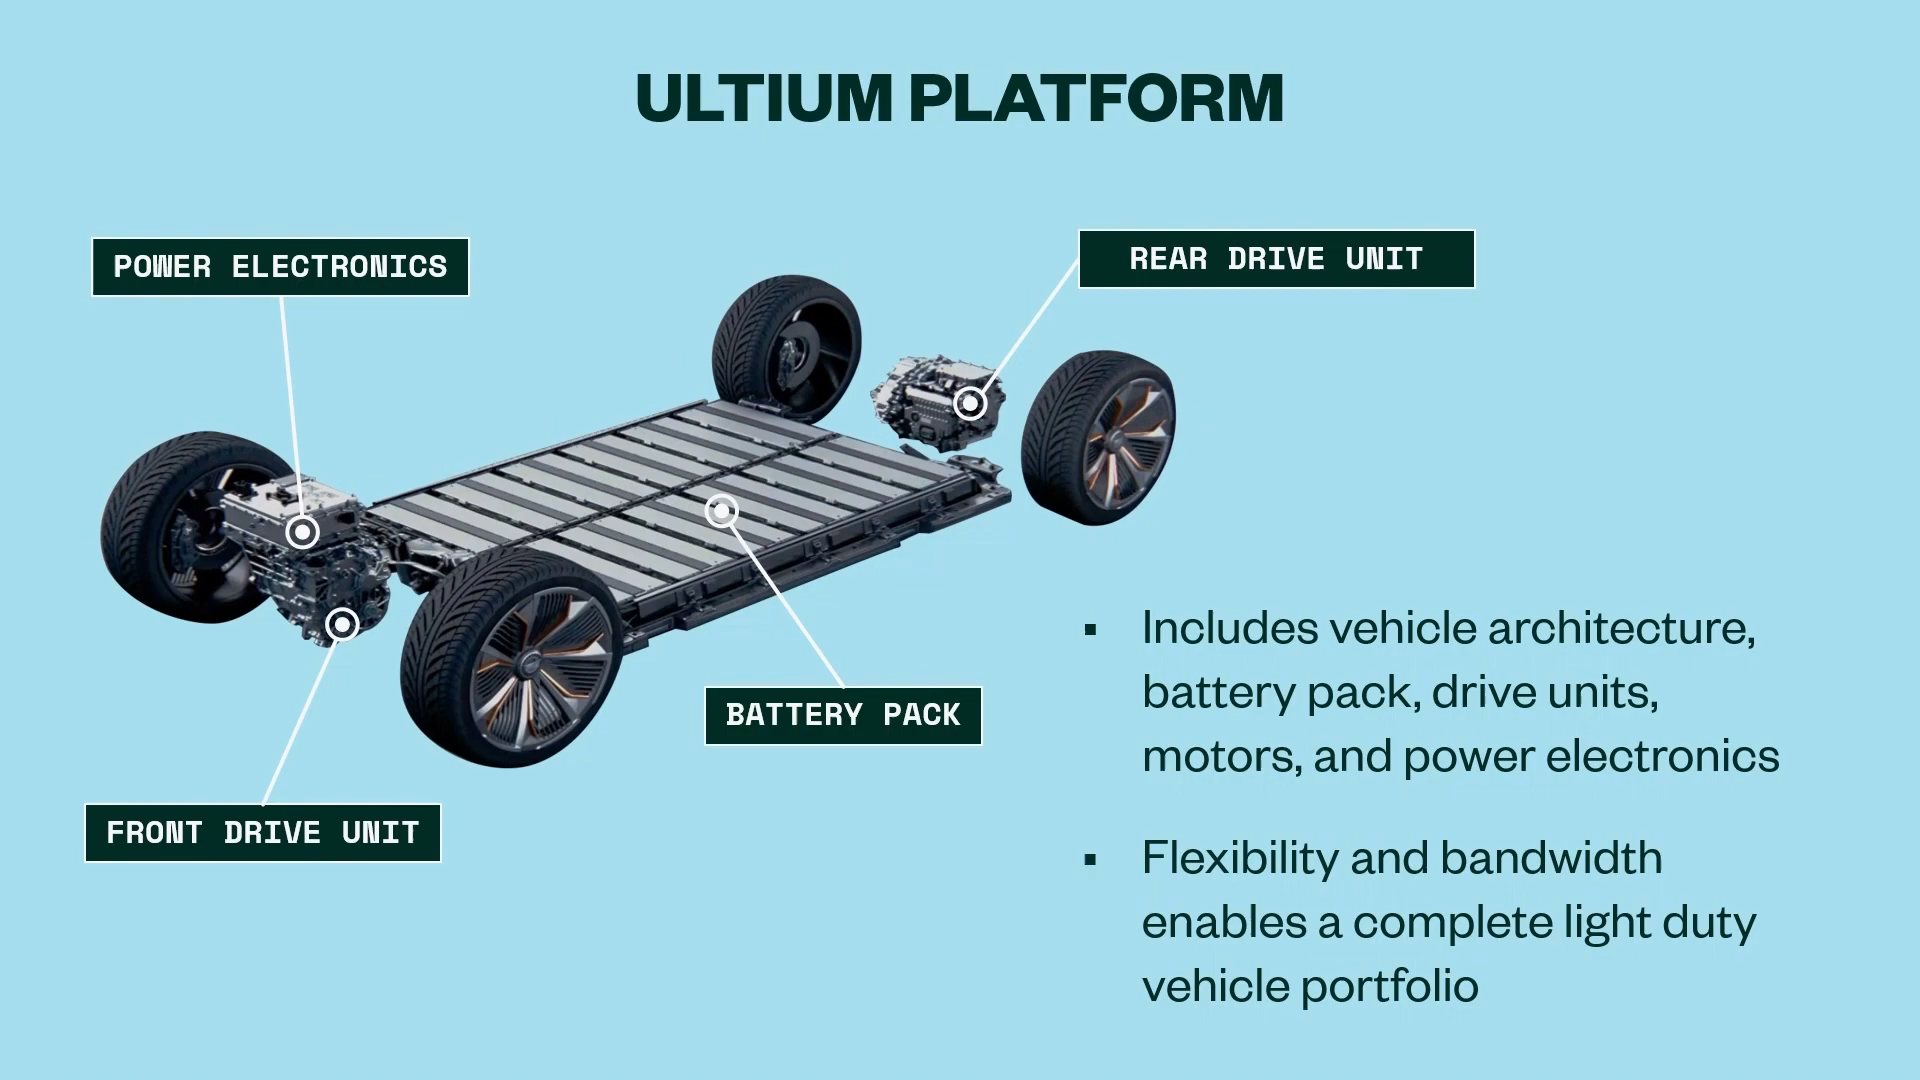 ULTIUM PLATFORM
POWER ELECTRONICS
REAR DRIVE UNIT
BATTERY PACK
FRONT DRIVE UNIT
▪ Includes vehicle architecture,
battery pack, drive units,
motors, and power electronics
▪ Flexibility and bandwidth
enables a complete light duty
vehicle portfolio